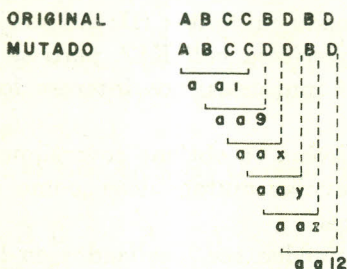 ORIGINAL A B C C B D B D
MUTADO A B C C D D B D
a a 1
a a 9
a a x
a a y
a a z
a a 12